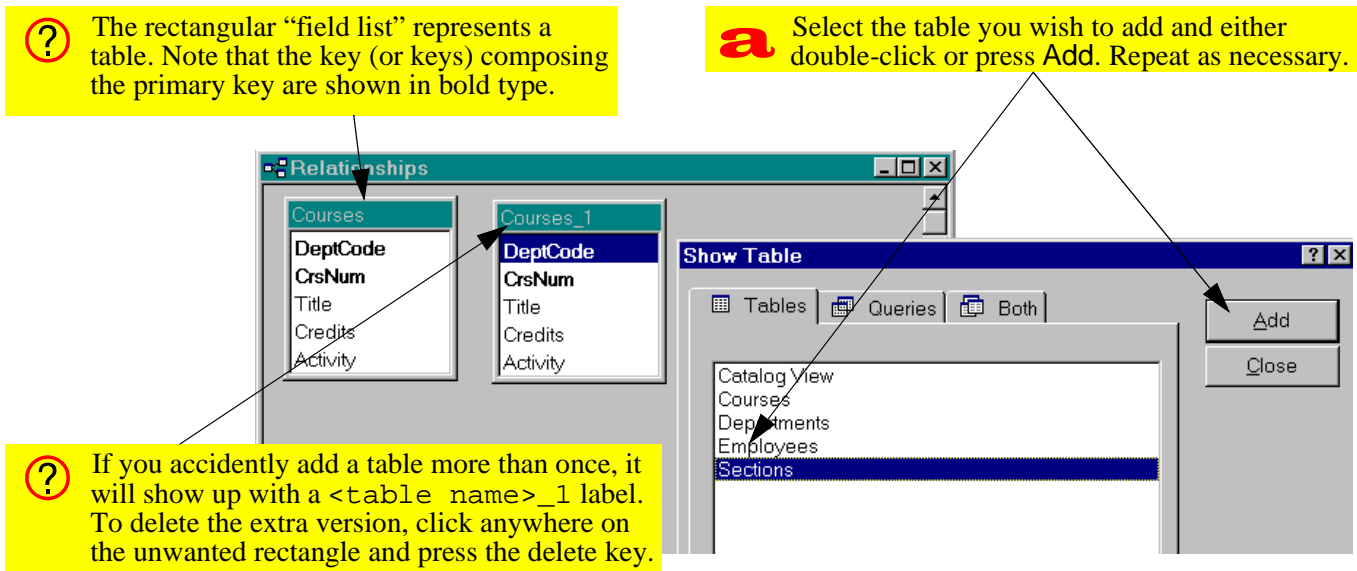 ?
The rectangular “field list” represents a
table. Note that the key (or keys) composing
the primary key are shown in bold type.
a
Select the table you wish to add and either
double-click or press Add. Repeat as necessary.
Relationships
Courses
DeptCode
CrsNum
Title
Credits
Activity
Courses_1
DeptCode
CrsNum
Title
Credits
Activity
Show Table
?
Tables
Queries
Both
Add
Close
Catalog View
Courses
Departments
Employees
Sections
?
If you accidently add a table more than once, it
will show up with a <table name>_1 label.
To delete the extra version, click anywhere on
the unwanted rectangle and press the delete key.